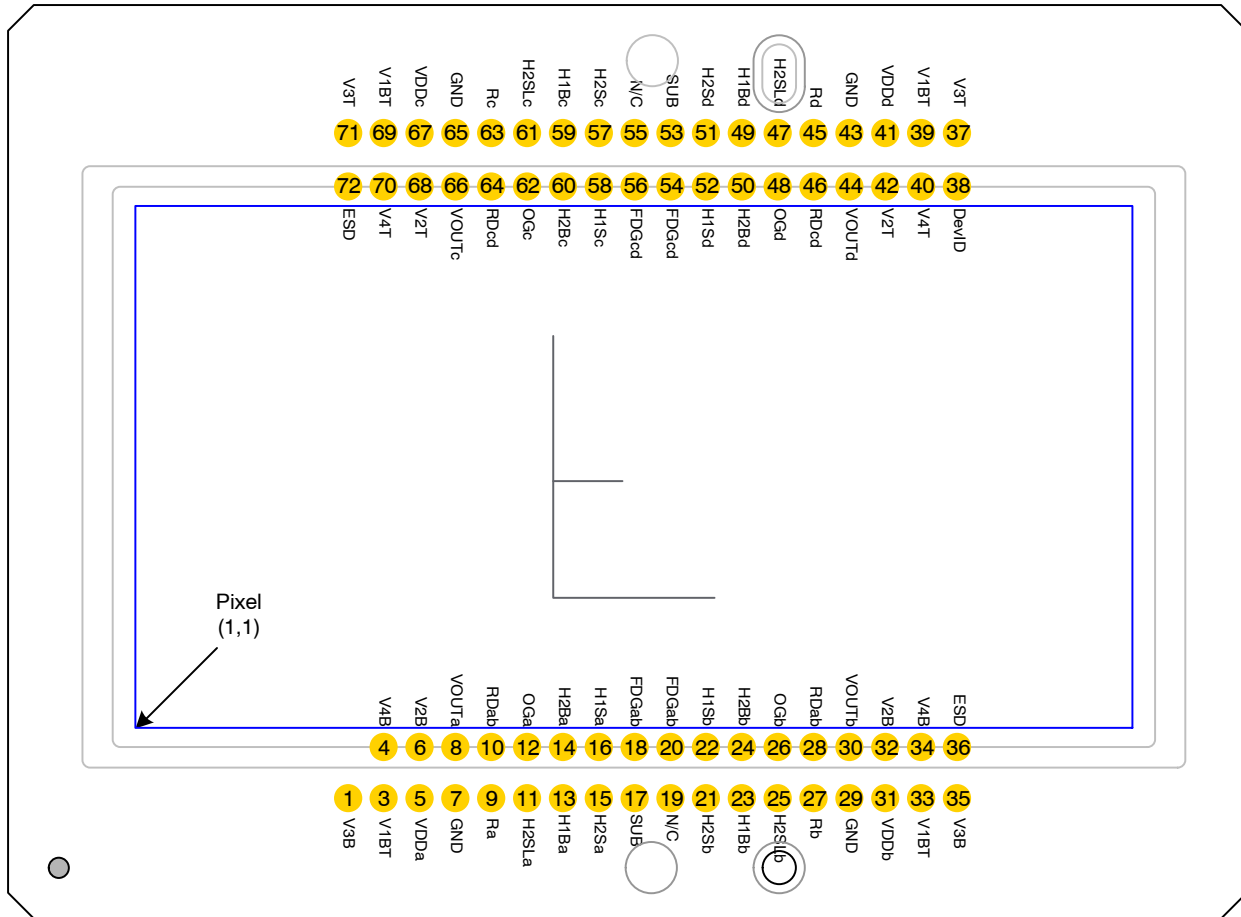 V3T V1BT VDDc GND Rc H2SLc H1Bc H2Sc N/C SUB H2Sd H1Bd H2SLd Rd GND VDDd V1BT V3T
71 69 67 65 63 61 59 57 55 53 51 49 47 45 43 41 39 37
72 70 68 66 64 62 60 58 56 54 52 50 48 46 44 42 40 38
ESD V4T V2T VOUTc RDcd OGc H2Bc H1Sc FDGcd FDGcd H1Sd H2Bd OGd RDcd VOUTd V2T V4T DevID
Pixel
(1,1)
V4B V2B VOUTa RDab OGa H2Ba H1Sa FDGab FDGab H1Sb H2Bb OGb RDab VOUTb V2B V4B ESD
4 6 8 10 12 14 16 18 20 22 24 26 28 30 32 34 36
1 3 5 7 9 11 13 15 17 19 21 23 25 27 29 31 33 35
V3B V1BT VDDa GND Ra H2SLa H1Ba H2Sa SUB N/C H2Sb H1Bb H2SLb Rb GND VDDb V1BT V3B